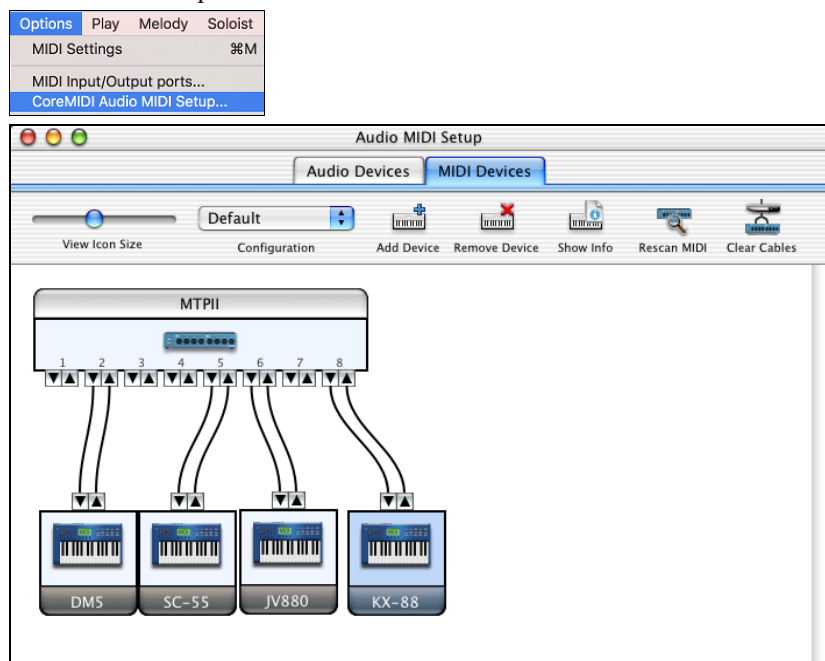 Options Play Melody Soloist
MIDI Settings ⌘M
MIDI Input/Output ports...
CoreMIDI Audio MIDI Setup...
Audio MIDI Setup
Audio Devices MIDI Devices
Default
View Icon Size Configuration Add Device Remove Device Show Info Rescan MIDI Clear Cables
MTPII
1 2 3 4 5 6 7 8
DM5 SC-55 JV880 KX-88